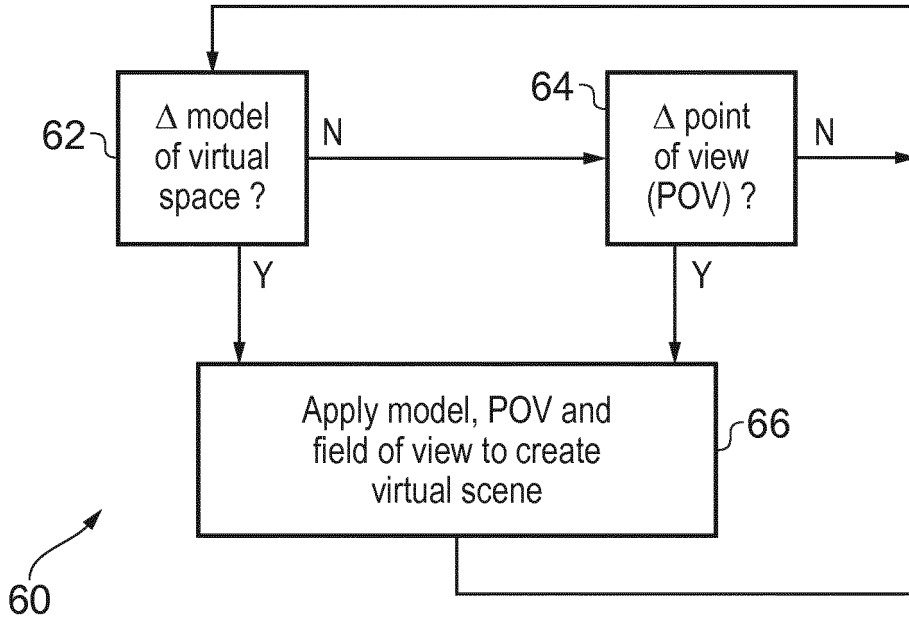 62
Δ model
of virtual
space ?
N
Y
64
Δ point
of view
(POV) ?
N
Y
Apply model, POV and
field of view to create
virtual scene
66
60